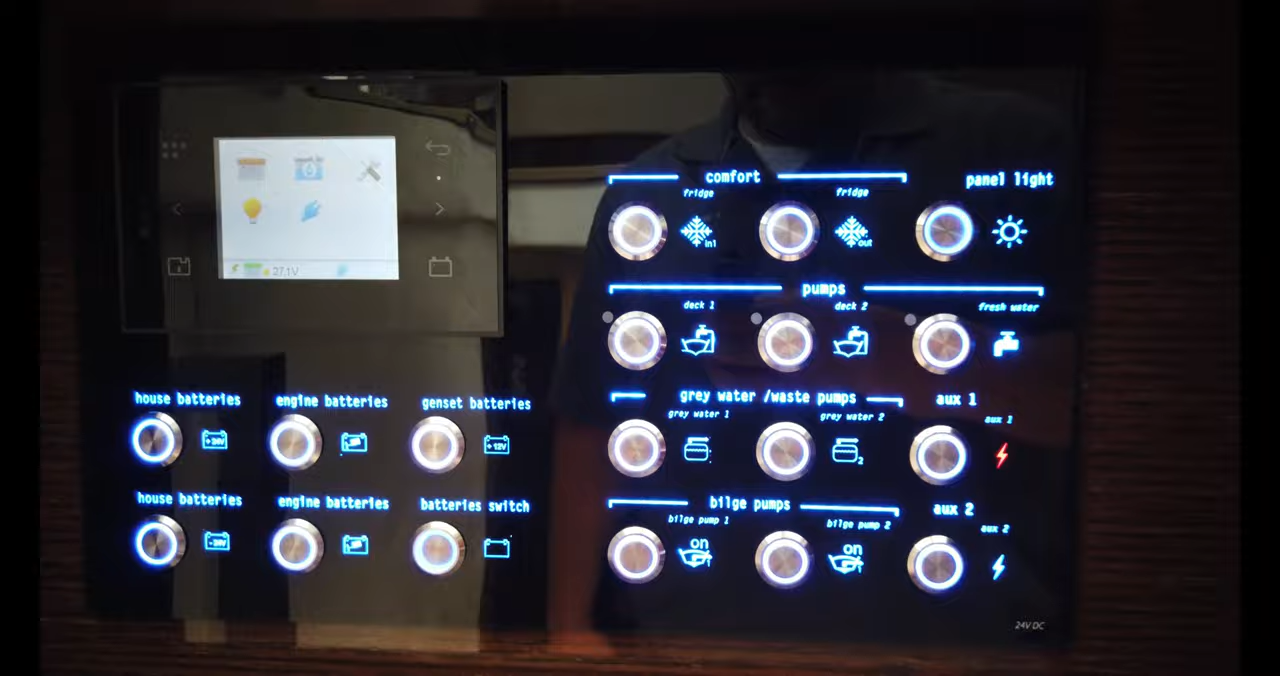 27.1V
comfort
panel light
fridge
fridge
in1
out
pumps
deck 1
deck 2
fresh water
grey water /waste pumps
aux 1
grey water 1
grey water 2
aux 1
2
bilge pumps
aux 2
bilge pump 1
bilge pump 2
aux 2
on
on
house batteries
engine batteries
genset batteries
+24V
+12V
house batteries
engine batteries
batteries switch
24V DC